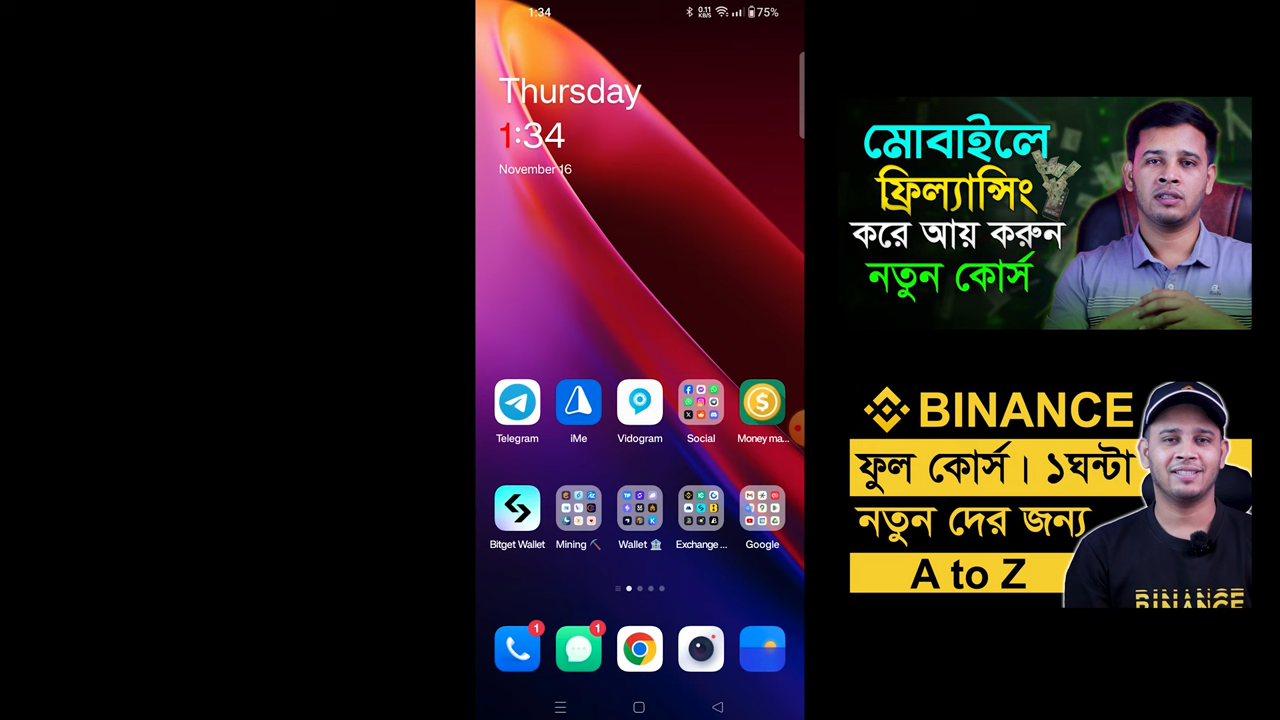 1:34
0.11
KB/S
75%
Thursday
1:34
November 16
Telegram
iMe
Vidogram
Social
Money ma...
Bitget Wallet
Mining ⛏️
Wallet 🏦
Exchange ...
Google
1
1
মোবাইলে
ফ্রিল্যান্সিং
করে আয় করুন
নতুন কোর্স
BINANCE
ফুল কোর্স। ১ঘন্টা
নতুন দের জন্য
A to Z
BINANCE